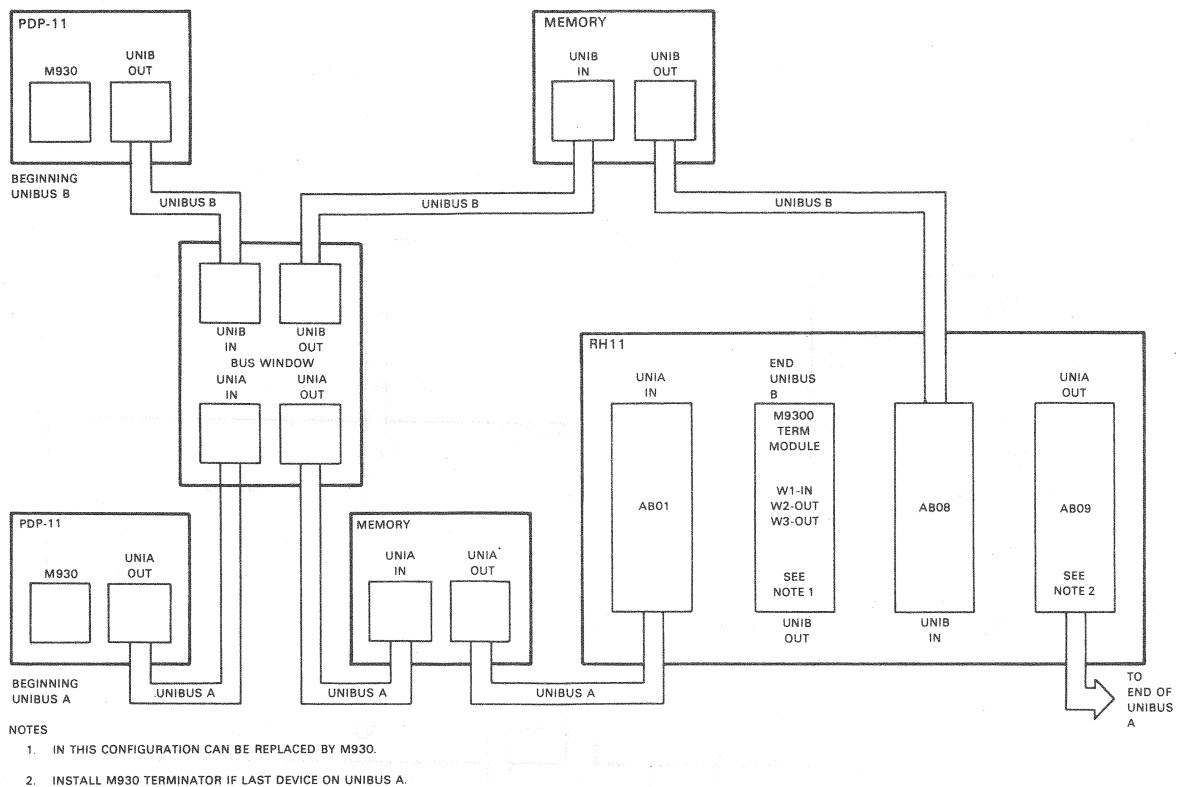 PDP-11
M930
UNIB
OUT
BEGINNING
UNIBUS B
UNIBUS B
MEMORY
UNIB
IN
UNIB
OUT
UNIBUS B
UNIBUS B
UNIB
IN
UNIB
OUT
BUS WINDOW
UNIA
IN
UNIA
OUT
PDP-11
M930
UNIA
OUT
BEGINNING
UNIBUS A
UNIBUS A
MEMORY
UNIA
IN
UNIA
OUT
UNIBUS A
UNIBUS A
RH11
UNIA
IN
AB01
END
UNIBUS
B
M9300
TERM
MODULE
W1-IN
W2-OUT
W3-OUT
SEE
NOTE 1
UNIB
OUT
AB08
UNIB
IN
UNIA
OUT
AB09
SEE
NOTE 2
TO
END OF
UNIBUS
A
NOTES
1. IN THIS CONFIGURATION CAN BE REPLACED BY M930.
2. INSTALL M930 TERMINATOR IF LAST DEVICE ON UNIBUS A.